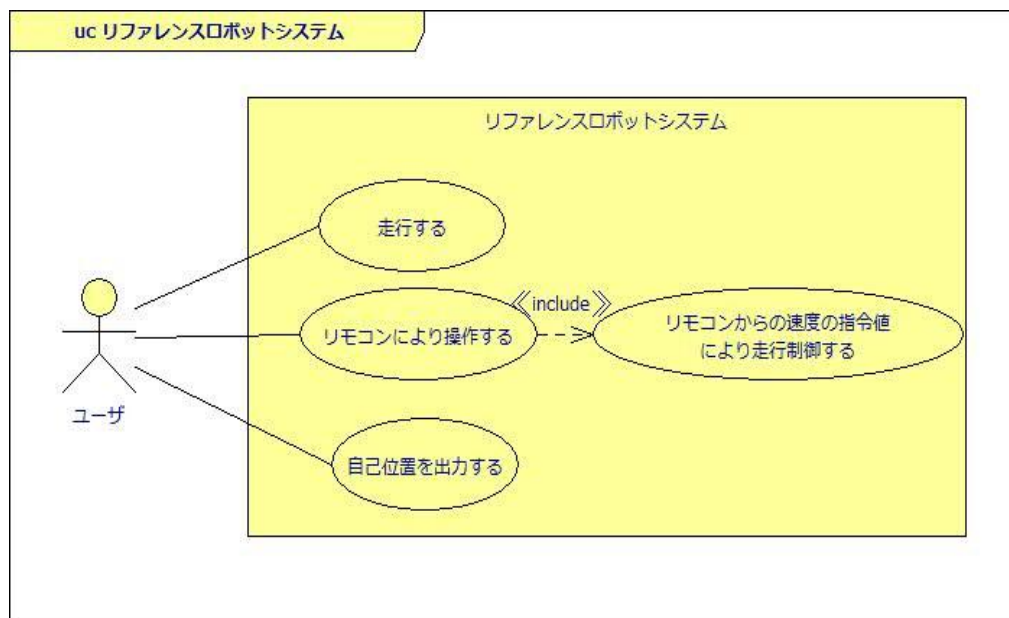 uc リファレンスロボットシステム
リファレンスロボットシステム
走行する
≪include≫
リモコンにより操作する
リモコンからの速度の指令値
により走行制御する
ユーザ
自己位置を出力する